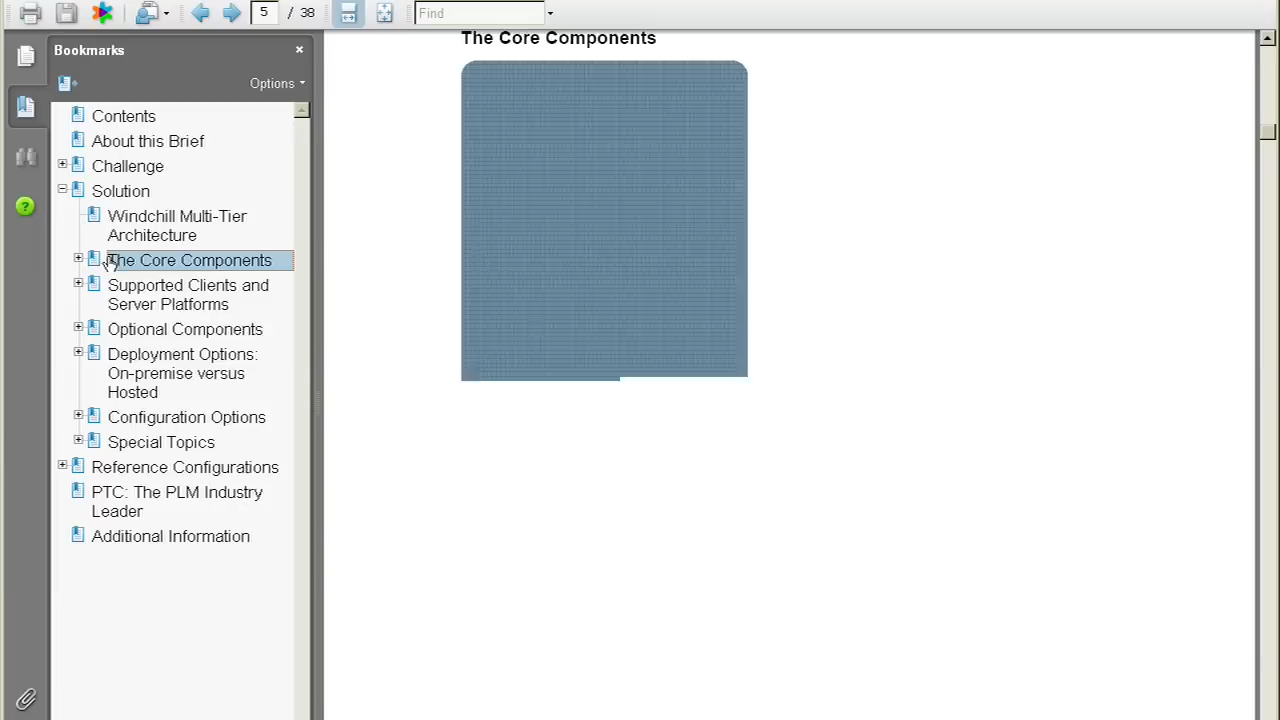 5 / 38
Find
Bookmarks
Options
Contents
About this Brief
Challenge
Solution
Windchill Multi-Tier
Architecture
The Core Components
Supported Clients and
Server Platforms
Optional Components
Deployment Options:
On-premise versus
Hosted
Configuration Options
Special Topics
Reference Configurations
PTC: The PLM Industry
Leader
Additional Information
The Core Components